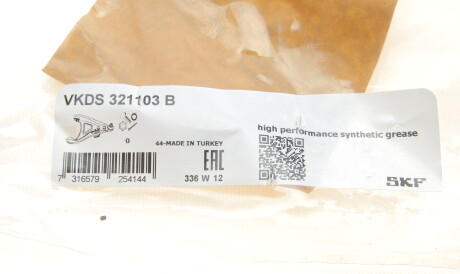 VKDS 321103 B
0
44-MADE IN TURKEY
high performance synthetic grease
EAC
7 316579 254144
336 W 12
SKF